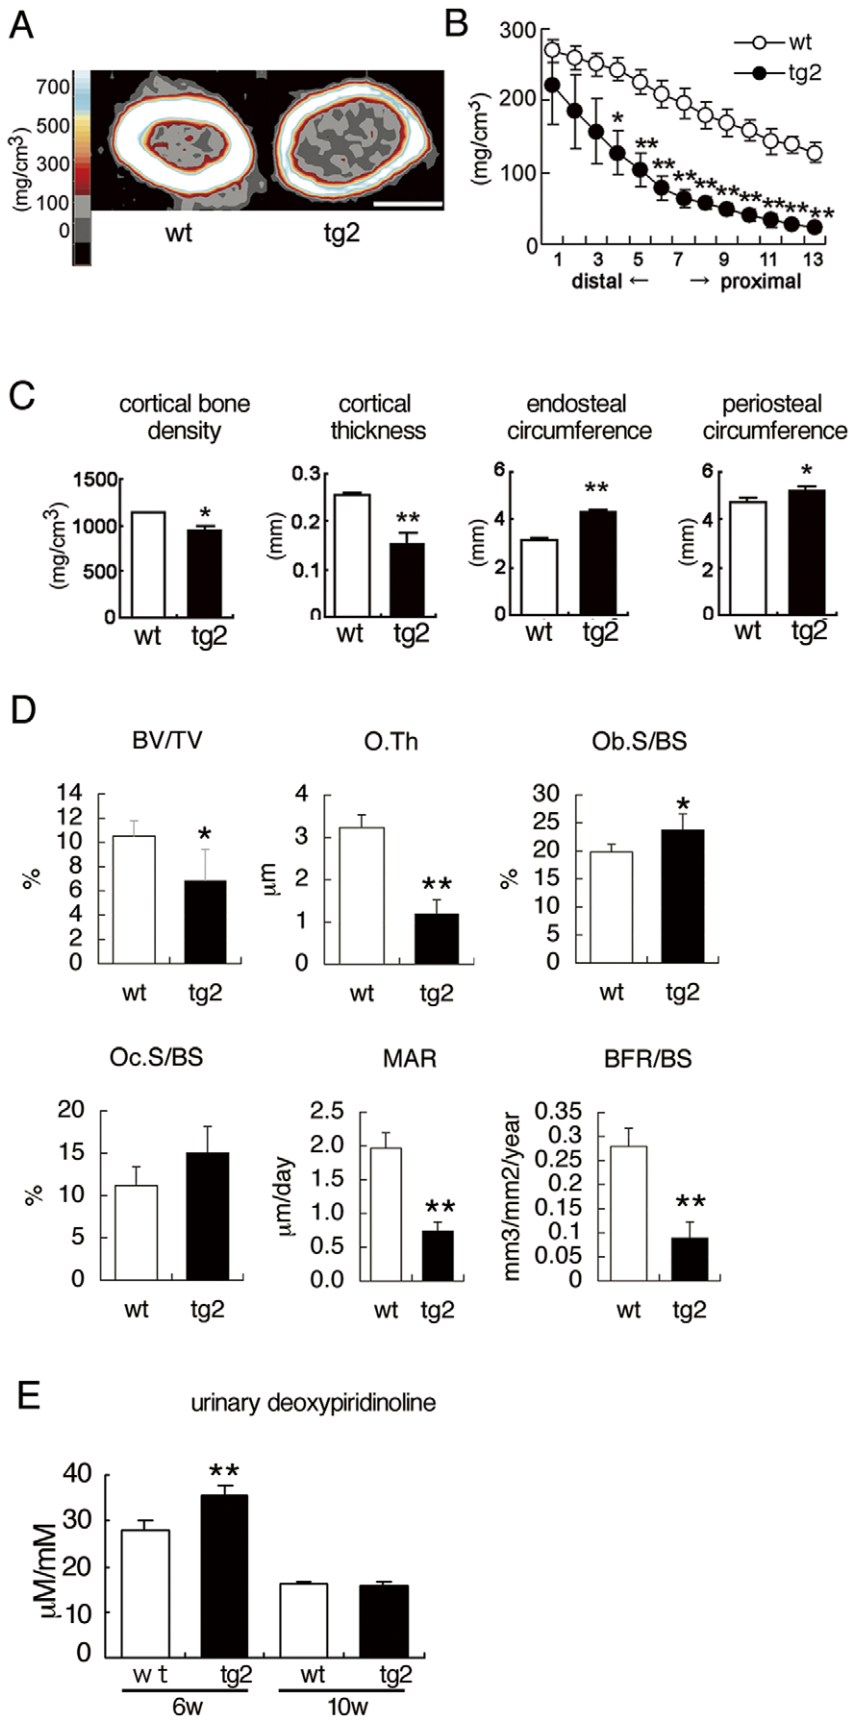 A
700
500
300
100
0
(mg/cm3)
wt
tg2
B
300
200
100
0
(mg/cm3)
wt
tg2
*
**
**
**
**
**
**
**
**
**
1
3
5
7
9
11
13
distal ←
→ proximal
C
cortical bone
density
1500
1000
500
0
(mg/cm3)
*
wt
tg2
cortical
thickness
0.3
0.2
0.1
0
(mm)
**
wt
tg2
endosteal
circumference
6
4
2
0
(mm)
**
wt
tg2
periosteal
circumference
6
4
2
0
(mm)
*
wt
tg2
D
BV/TV
14
12
10
8
6
4
2
0
%
*
wt
tg2
O.Th
4
3
2
1
0
μm
**
wt
tg2
Ob.S/BS
30
25
20
15
10
5
0
%
*
wt
tg2
Oc.S/BS
20
15
10
5
0
%
wt
tg2
MAR
2.5
2.0
1.5
1.0
0.5
0.0
μm/day
**
wt
tg2
BFR/BS
0.35
0.3
0.25
0.2
0.15
0.1
0.05
0
mm3/mm2/year
**
wt
tg2
E
urinary deoxypiridinoline
40
30
20
10
0
μM/mM
**
w t
tg2
wt
tg2
6w
10w